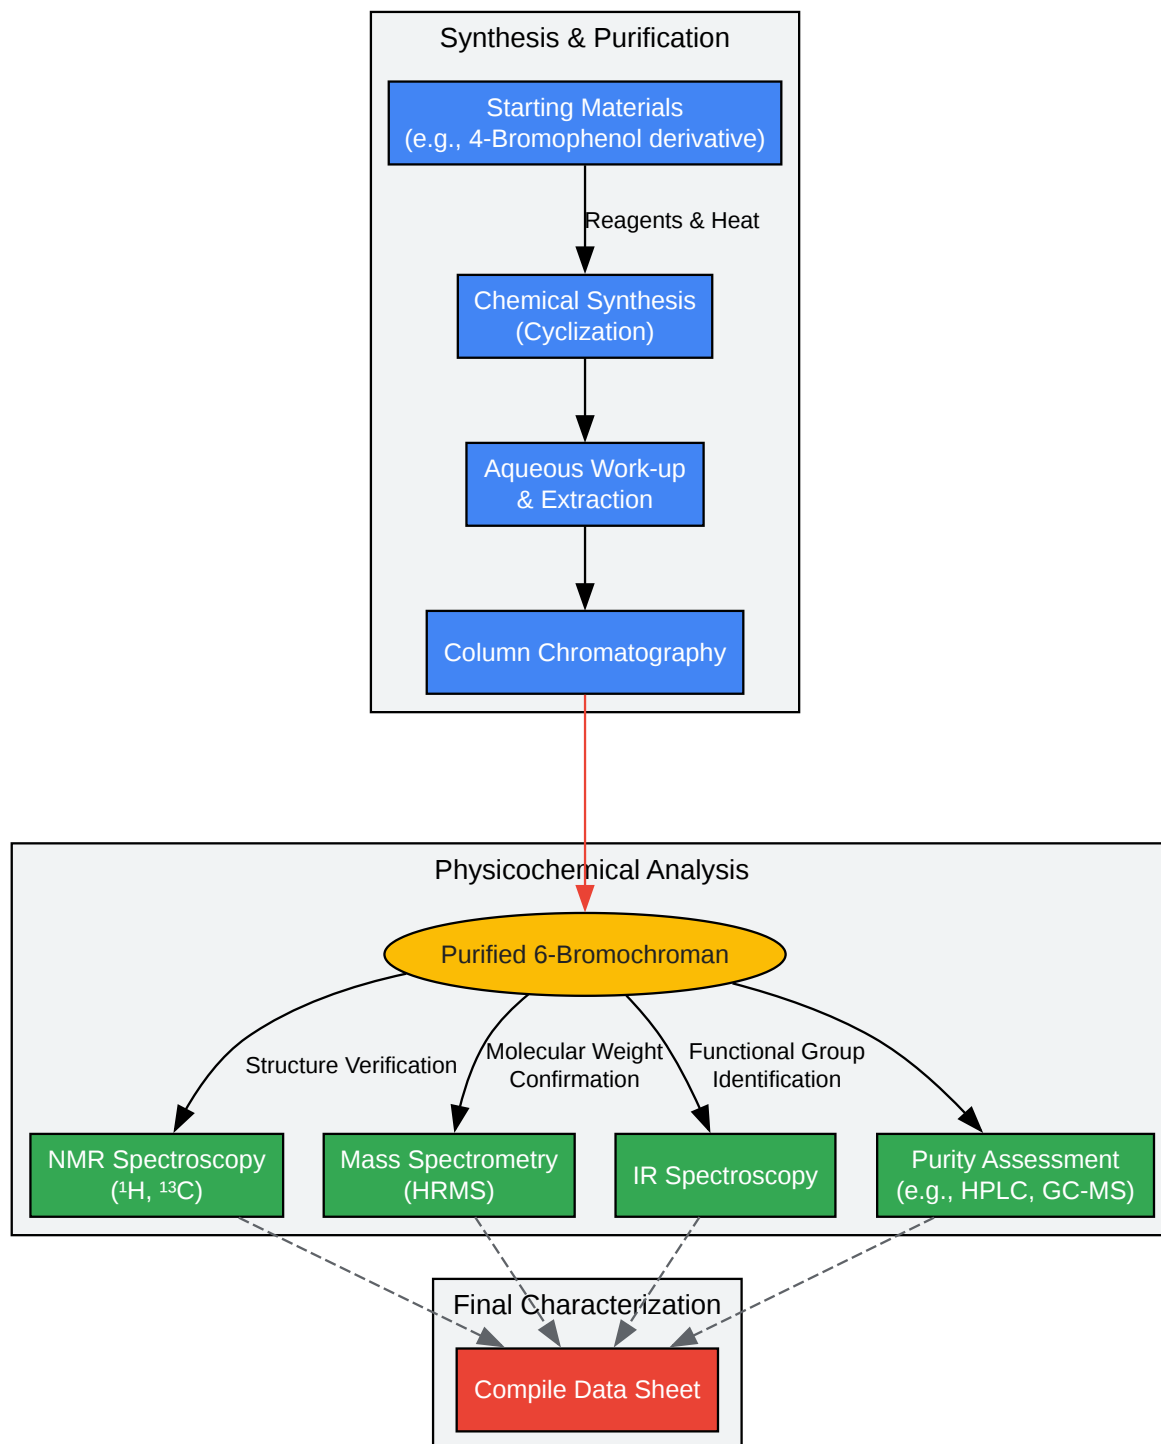 Synthesis & Purification
Starting Materials
(e.g., 4-Bromophenol derivative)
Reagents & Heat
Chemical Synthesis
(Cyclization)
Aqueous Work-up
& Extraction
Column Chromatography
Physicochemical Analysis
Purified 6-Bromochroman
Structure Verification
Molecular Weight
Confirmation
Functional Group
Identification
NMR Spectroscopy
(¹H, ¹³C)
Mass Spectrometry
(HRMS)
IR Spectroscopy
Purity Assessment
(e.g., HPLC, GC-MS)
Final Characterization
Compile Data Sheet